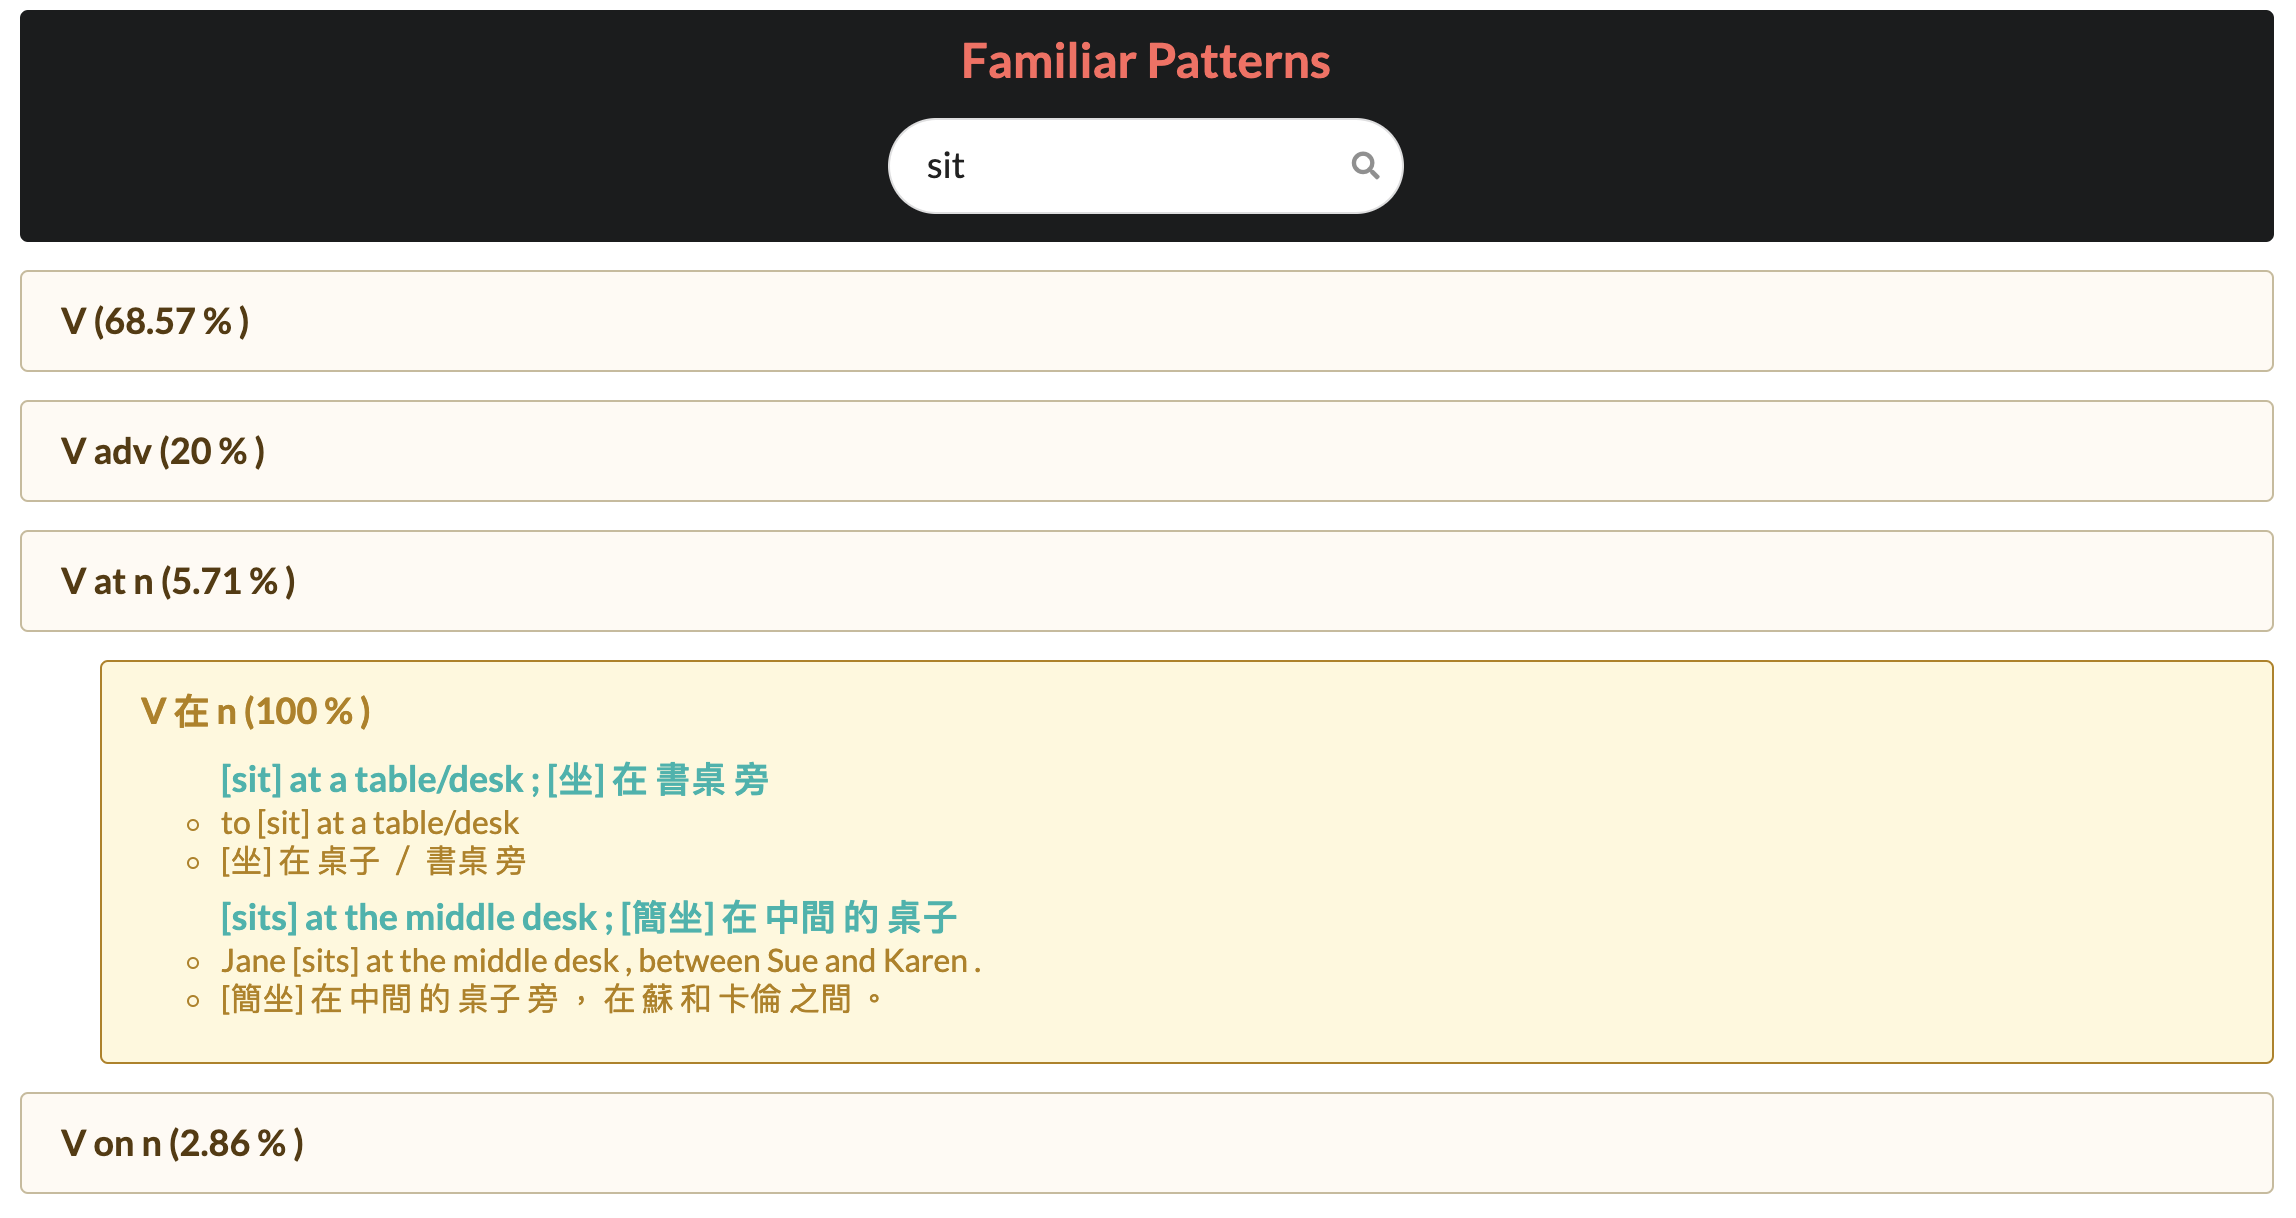 Familiar Patterns
sit
V (68.57 % )
V adv (20 % )
V at n (5.71 % )
V 在 n (100 % )
[sit] at a table/desk ; [坐] 在 書桌 旁
to [sit] at a table/desk
[坐] 在 桌子 / 書桌 旁
[sits] at the middle desk ; [簡坐] 在 中間 的 桌子
Jane [sits] at the middle desk , between Sue and Karen .
[簡坐] 在 中間 的 桌子 旁 ， 在 蘇 和 卡倫 之間 。
V on n (2.86 % )